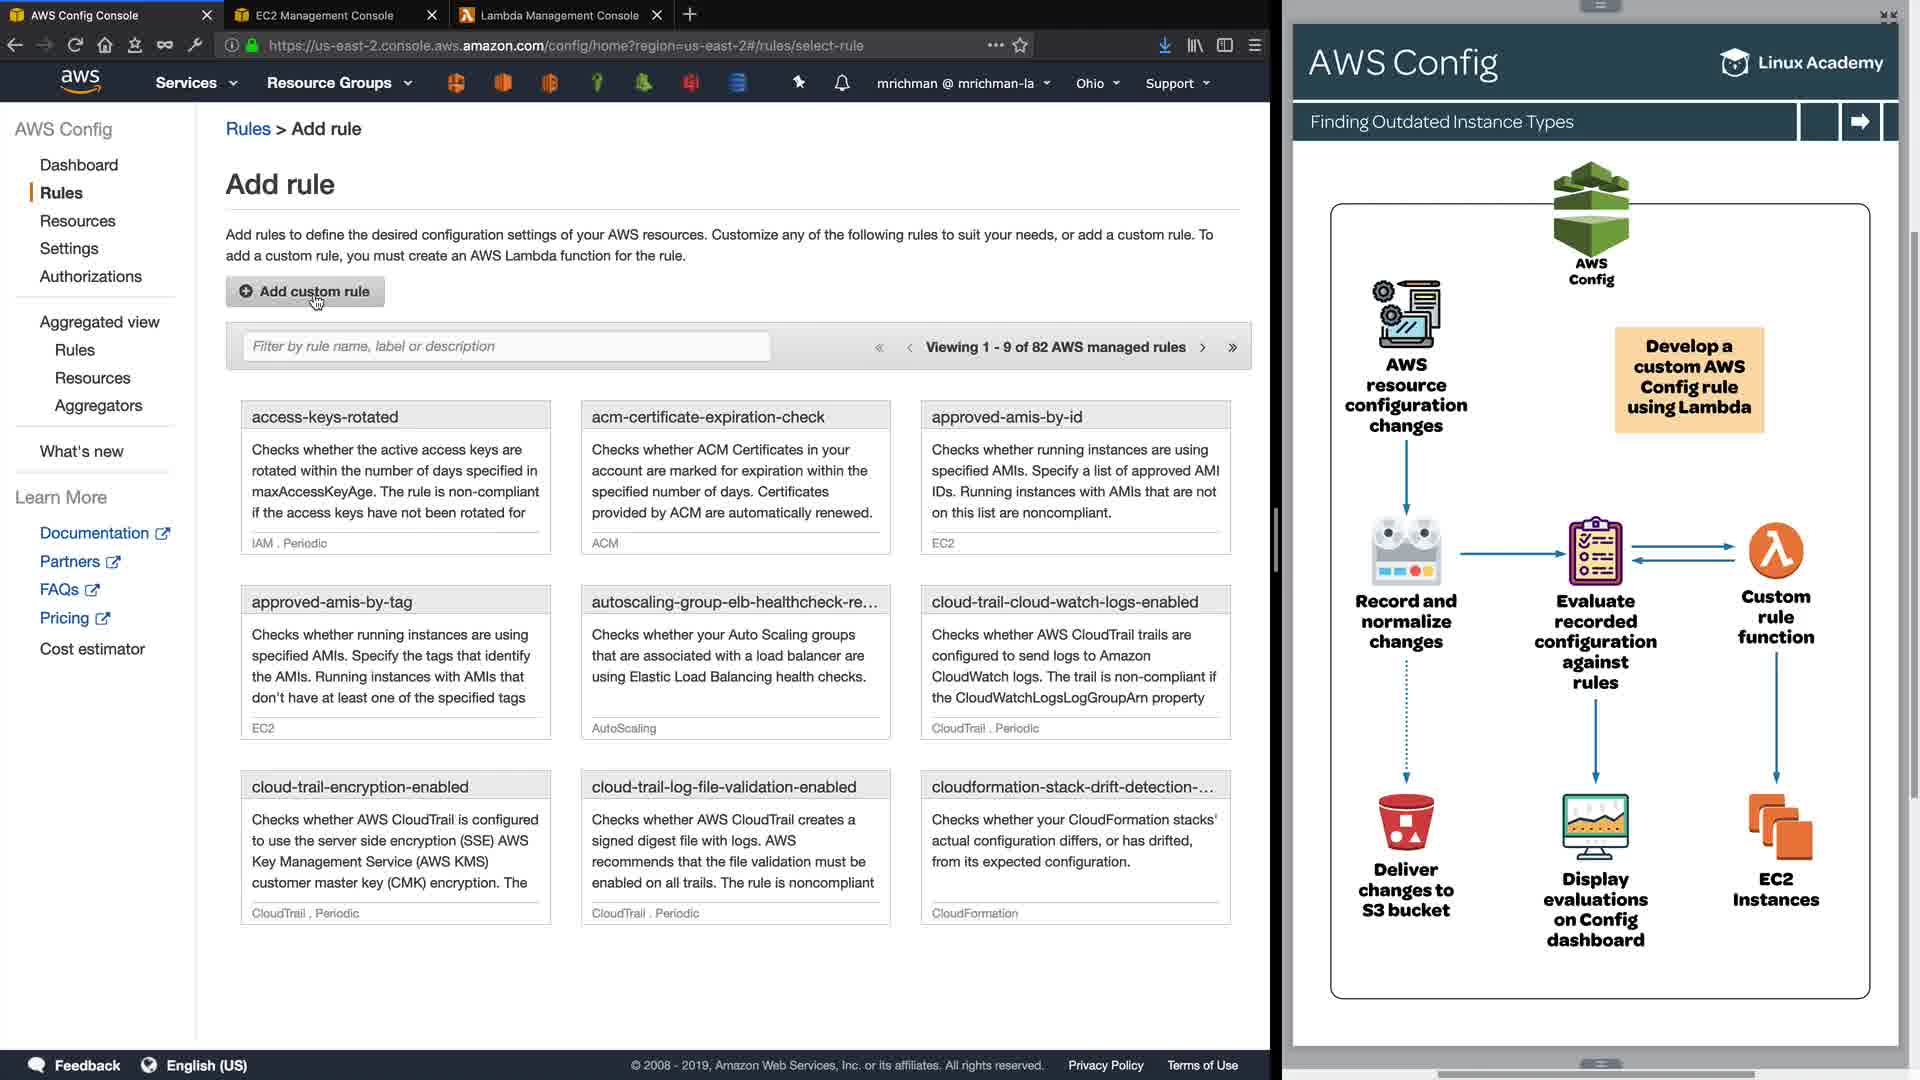 AWS Config Console
EC2 Management Console
Lambda Management Console
https://us-east-2.console.aws.amazon.com/config/home?region=us-east-2#/rules/select-rule
aws
Services
Resource Groups
mrichman @ mrichman-la
Ohio
Support
AWS Config
Dashboard
Rules
Resources
Settings
Authorizations
Aggregated view
Rules
Resources
Aggregators
What's new
Learn More
Documentation
Partners
FAQs
Pricing
Cost estimator
Rules > Add rule
Add rule
Add rules to define the desired configuration settings of your AWS resources. Customize any of the following rules to suit your needs, or add a custom rule. To
add a custom rule, you must create an AWS Lambda function for the rule.
Add custom rule
Filter by rule name, label or description
« ‹ Viewing 1 - 9 of 82 AWS managed rules › »
access-keys-rotated
Checks whether the active access keys are
rotated within the number of days specified in
maxAccessKeyAge. The rule is non-compliant
if the access keys have not been rotated for
IAM . Periodic
acm-certificate-expiration-check
Checks whether ACM Certificates in your
account are marked for expiration within the
specified number of days. Certificates
provided by ACM are automatically renewed.
ACM
approved-amis-by-id
Checks whether running instances are using
specified AMIs. Specify a list of approved AMI
IDs. Running instances with AMIs that are not
on this list are noncompliant.
EC2
approved-amis-by-tag
Checks whether running instances are using
specified AMIs. Specify the tags that identify
the AMIs. Running instances with AMIs that
don't have at least one of the specified tags
EC2
autoscaling-group-elb-healthcheck-re...
Checks whether your Auto Scaling groups
that are associated with a load balancer are
using Elastic Load Balancing health checks.
AutoScaling
cloud-trail-cloud-watch-logs-enabled
Checks whether AWS CloudTrail trails are
configured to send logs to Amazon
CloudWatch logs. The trail is non-compliant if
the CloudWatchLogsLogGroupArn property
CloudTrail . Periodic
cloud-trail-encryption-enabled
Checks whether AWS CloudTrail is configured
to use the server side encryption (SSE) AWS
Key Management Service (AWS KMS)
customer master key (CMK) encryption. The
CloudTrail . Periodic
cloud-trail-log-file-validation-enabled
Checks whether AWS CloudTrail creates a
signed digest file with logs. AWS
recommends that the file validation must be
enabled on all trails. The rule is noncompliant
CloudTrail . Periodic
cloudformation-stack-drift-detection-...
Checks whether your CloudFormation stacks'
actual configuration differs, or has drifted,
from its expected configuration.
CloudFormation
Feedback
English (US)
© 2008 - 2019, Amazon Web Services, Inc. or its affiliates. All rights reserved.
Privacy Policy
Terms of Use
AWS Config
Linux Academy
Finding Outdated Instance Types
AWS
Config
AWS
resource
configuration
changes
Develop a
custom AWS
Config rule
using Lambda
Record and
normalize
changes
Evaluate
recorded
configuration
against
rules
Custom
rule
function
Deliver
changes to
S3 bucket
Display
evaluations
on Config
dashboard
EC2
Instances